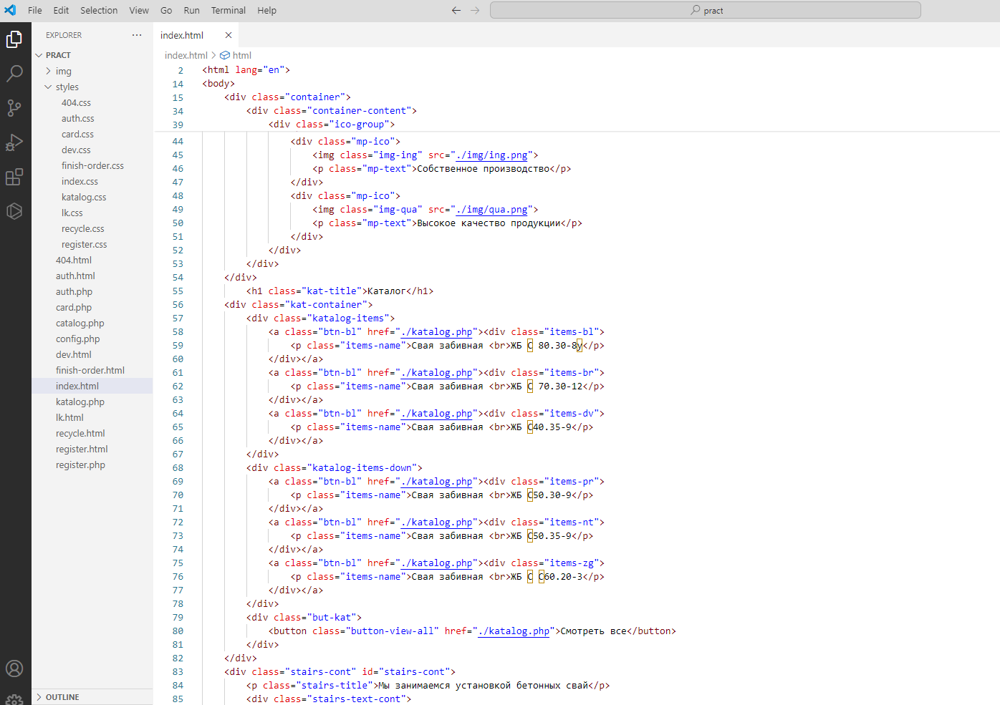 File Edit Selection View Go Run Terminal Help
pract
EXPLORER
PRACT
img
styles
404.css
auth.css
card.css
dev.css
finish-order.css
index.css
katalog.css
lk.css
recycle.css
register.css
404.html
auth.html
auth.php
card.php
catalog.php
config.php
dev.html
finish-order.html
index.html
katalog.php
lk.html
recycle.html
register.html
register.php
OUTLINE
index.html
index.html > html
2 <html lang="en">
14 <body>
15 <div class="container">
34 <div class="container-content">
39 <div class="ico-group">
44 <div class="mp-ico">
45 <img class="img-ing" src="./img/ing.png">
46 <p class="mp-text">Собственное производство</p>
47 </div>
48 <div class="mp-ico">
49 <img class="img-qua" src="./img/qua.png">
50 <p class="mp-text">Высокое качество продукции</p>
51 </div>
52 </div>
53 </div>
54 </div>
55 <h1 class="kat-title">Каталог</h1>
56 <div class="kat-container">
57 <div class="katalog-items">
58 <a class="btn-bl" href="./katalog.php"><div class="items-bl">
59 <p class="items-name">Свая забивная <br>ЖБ С 80.30-8у</p>
60 </div></a>
61 <a class="btn-bl" href="./katalog.php"><div class="items-br">
62 <p class="items-name">Свая забивная <br>ЖБ С 70.30-12</p>
63 </div></a>
64 <a class="btn-bl" href="./katalog.php"><div class="items-dv">
65 <p class="items-name">Свая забивная <br>ЖБ С40.35-9</p>
66 </div></a>
67 </div>
68 <div class="katalog-items-down">
69 <a class="btn-bl" href="./katalog.php"><div class="items-pr">
70 <p class="items-name">Свая забивная <br>ЖБ С50.30-9</p>
71 </div></a>
72 <a class="btn-bl" href="./katalog.php"><div class="items-nt">
73 <p class="items-name">Свая забивная <br>ЖБ С50.35-9</p>
74 </div></a>
75 <a class="btn-bl" href="./katalog.php"><div class="items-zg">
76 <p class="items-name">Свая забивная <br>ЖБ С С60.20-3</p>
77 </div></a>
78 </div>
79 <div class="but-kat">
80 <button class="button-view-all" href="./katalog.php">Смотреть все</button>
81 </div>
82 </div>
83 <div class="stairs-cont" id="stairs-cont">
84 <p class="stairs-title">Мы занимаемся установкой бетонных свай</p>
85 <div class="stairs-text-cont">